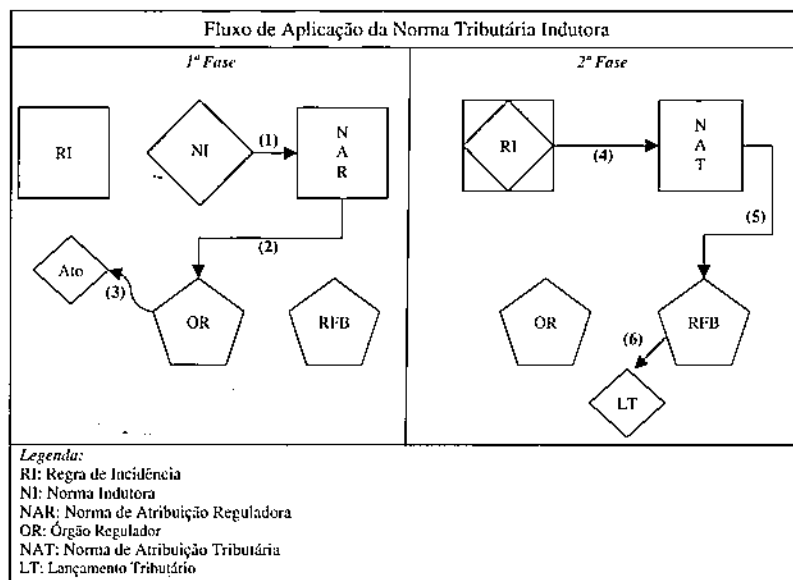 Fluxo de Aplicação da Norma Tributária Indutora
1ª Fase
2ª Fase
RI
NI
(1)
N
A
R
(2)
Ato
(3)
OR
RFB
RI
(4)
N
A
T
(5)
OR
RFB
(6)
LT
Legenda:
RI: Regra de Incidência
NI: Norma Indutora
NAR: Norma de Atribuição Reguladora
OR: Órgão Regulador
NAT: Norma de Atribuição Tributária
LT: Lançamento Tributário